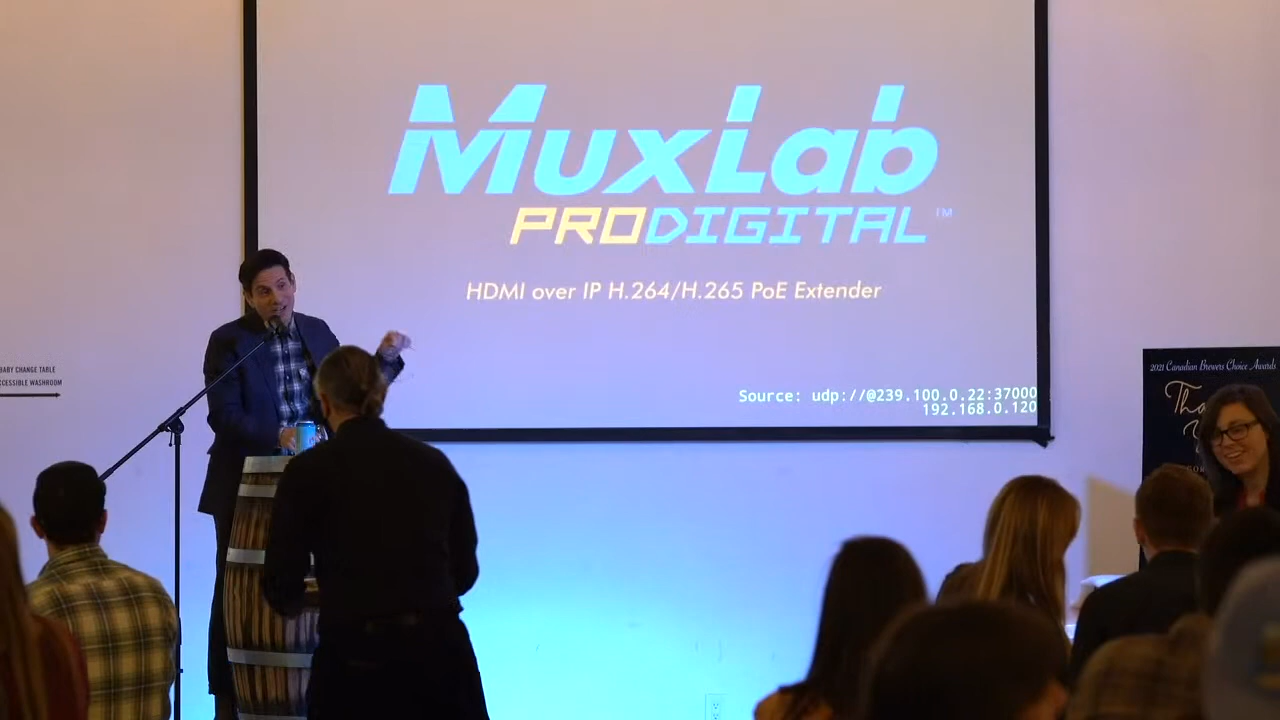 MuxLab
PRODIGITAL™
HDMI over IP H.264/H.265 PoE Extender
Source: udp://@239.100.0.22:37000
192.168.0.120
BABY CHANGE TABLE
CCESSIBLE WASHROOM
2021 Canadian Brewers Choice Awards